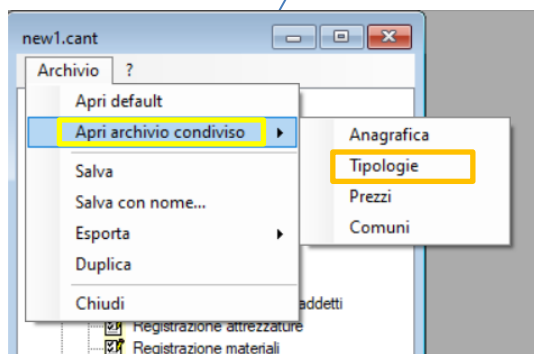 new1.cant
Archivio ?
Apri default
Apri archivio condiviso
Anagrafica
Tipologie
Prezzi
Comuni
Salva
Salva con nome...
Esporta
Duplica
Chiudi
addetti
Registrazione attrezzature
Registrazione materiali